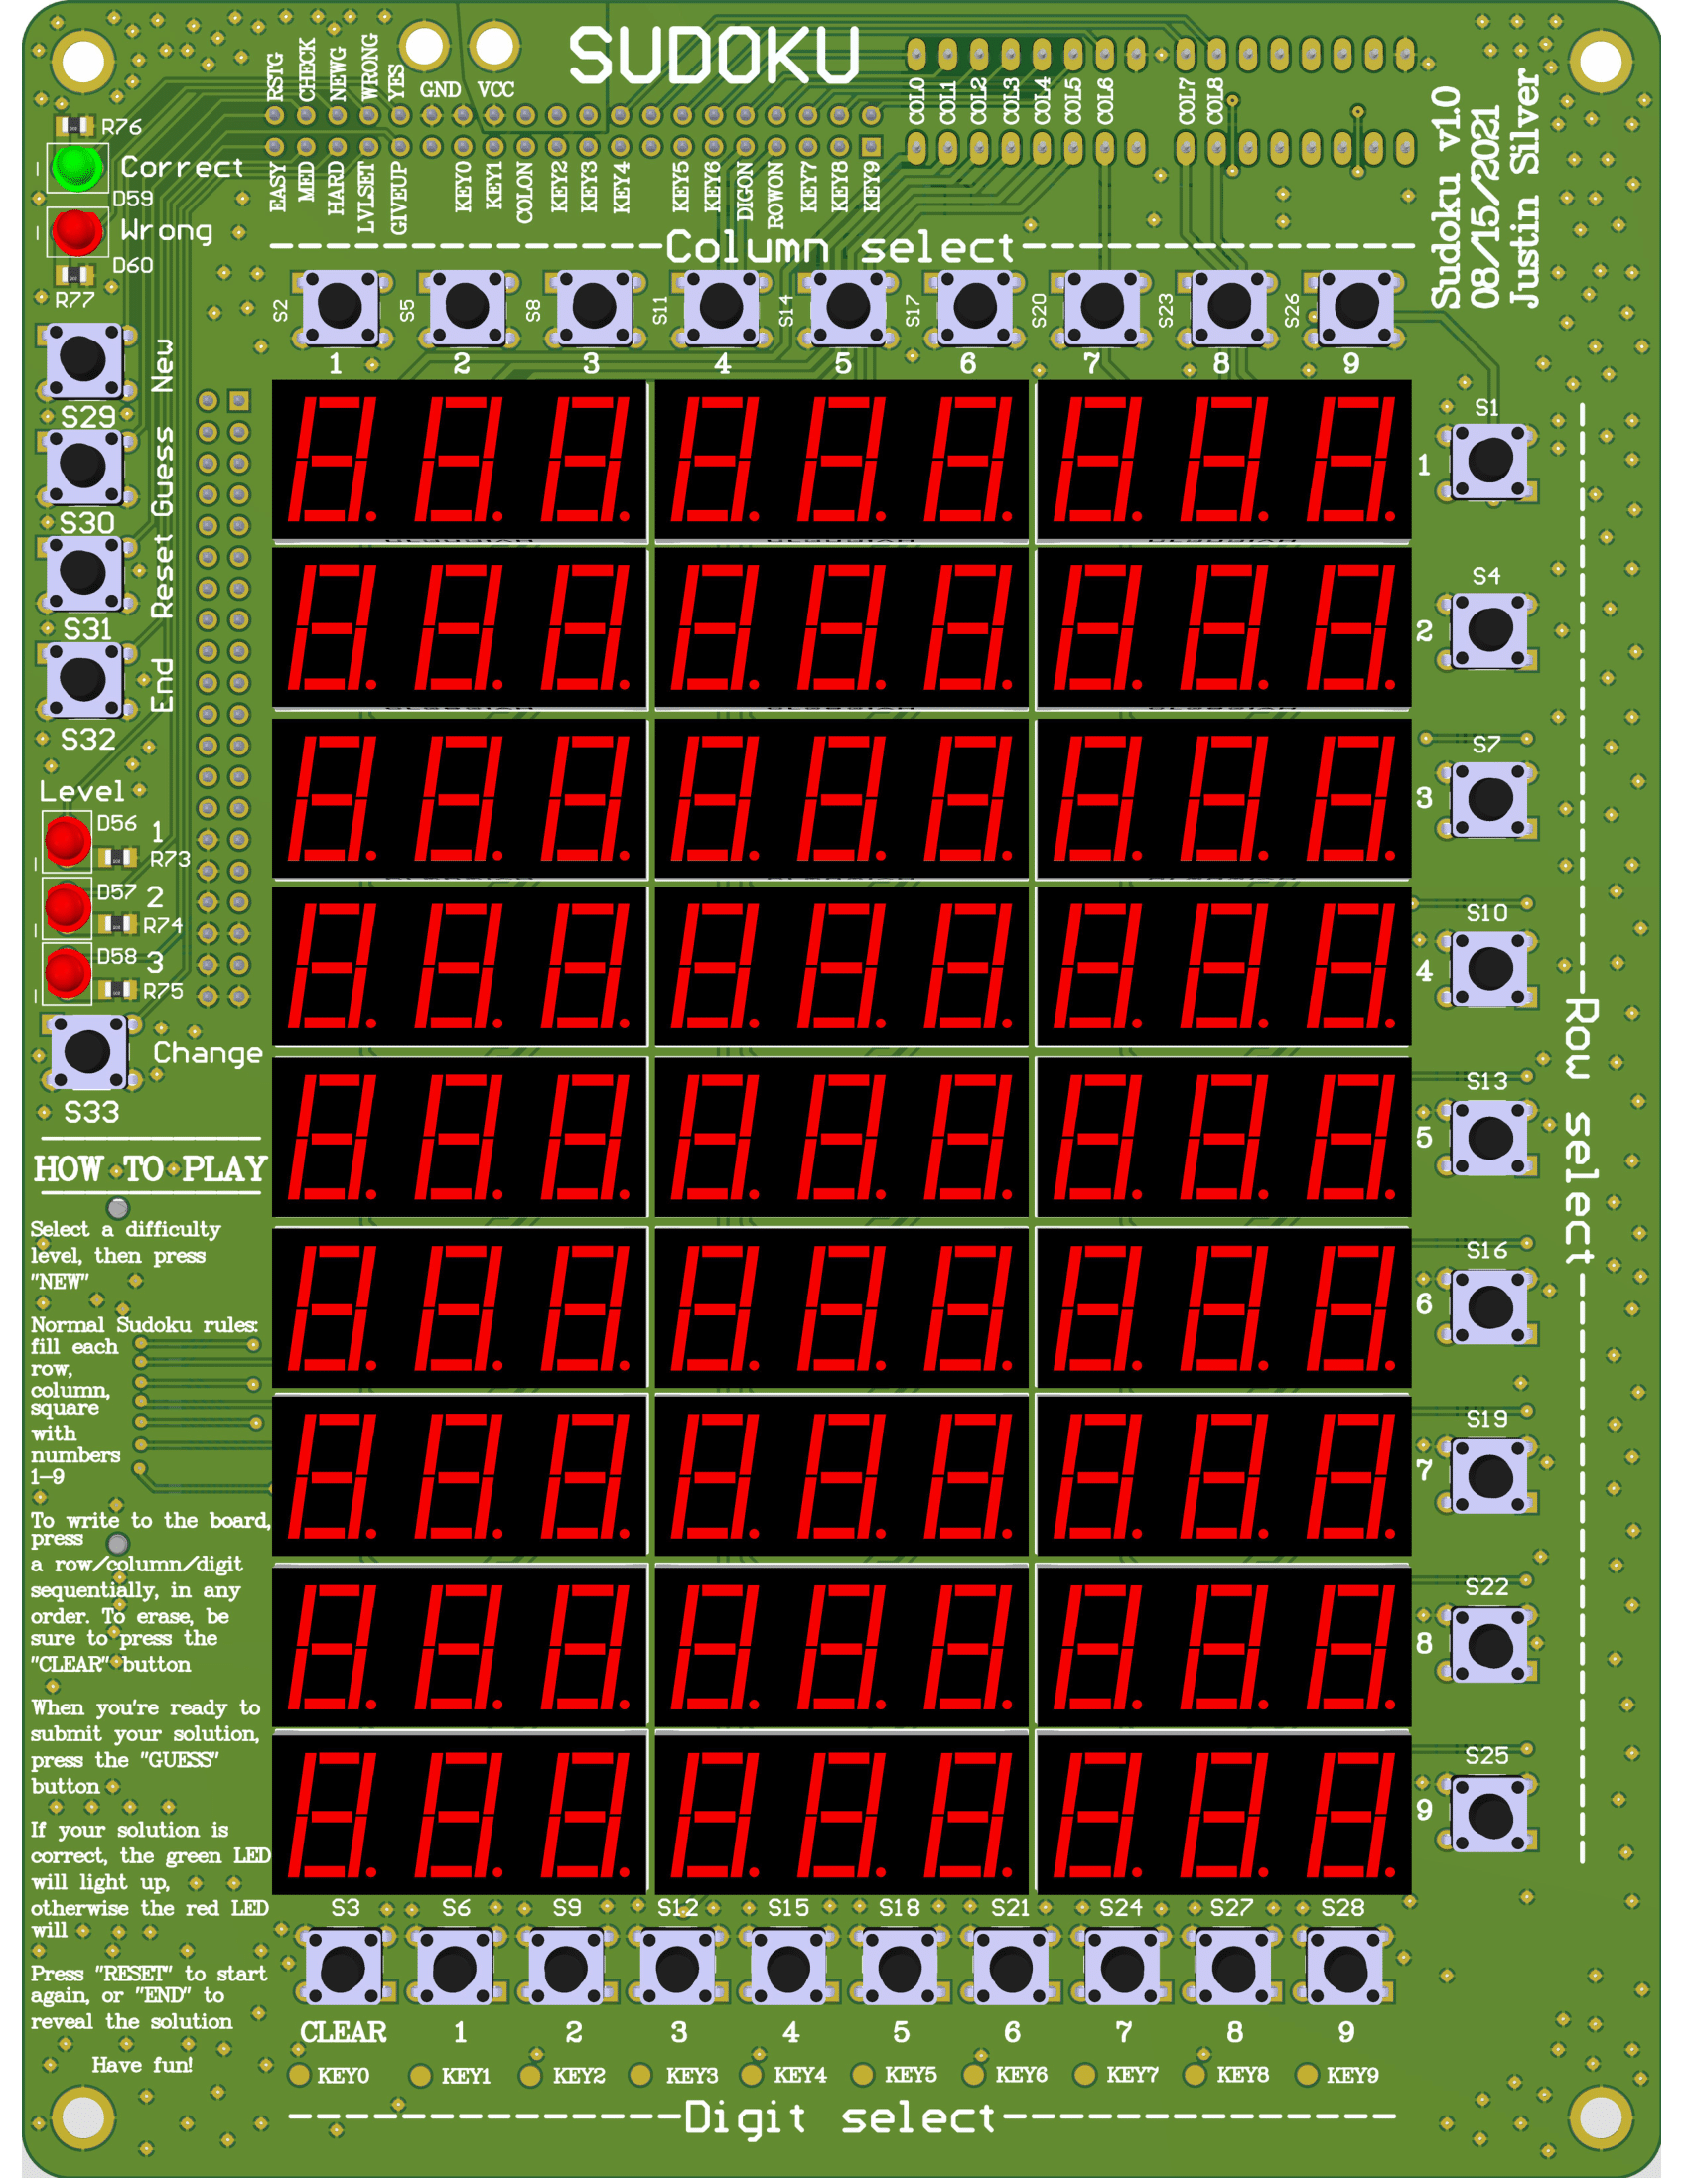 SUDOKU
RSTG
CHECK
NEWG
WRONG
YES
GND VCC
COL0
COL1
COL2
COL3
COL4
COL5
COL6
COL7
COL8
EASY
MED
HARD
LVLSET
GIVEUP
KEY0
KEY1
COLON
KEY2
KEY3
KEY4
KEY5
KEY6
DIGON
ROWON
KEY7
KEY8
KEY9
Sudoku v1.0
08/15/2021
Justin Silver
R76
Correct
D59
Wrong
D60
R77
Column select
S2
S5
S8
S11
S14
S17
S20
S23
S26
1 2 3 4 5 6 7 8 9
New
S29
Guess
S30
Reset
S31
End
S32
Level
D56 1
R73
D57 2
R74
D58 3
R75
Change
S33
S1
1
S4
2
S7
3
S10
4
S13
5
S16
6
S19
7
S22
8
S25
9
Row select
HOW TO PLAY
Select a difficulty
level, then press
"NEW"
Normal Sudoku rules:
fill each
row,
column,
square
with
numbers
1-9
To write to the board,
press
a row/column/digit
sequentially, in any
order. To erase, be
sure to press the
"CLEAR" button
When you're ready to
submit your solution,
press the "GUESS"
button
If your solution is
correct, the green LED
will light up,
otherwise the red LED
will
Press "RESET" to start
again, or "END" to
reveal the solution
Have fun!
S3 S6 S9 S12 S15 S18 S21 S24 S27 S28
CLEAR 1 2 3 4 5 6 7 8 9
KEY0 KEY1 KEY2 KEY3 KEY4 KEY5 KEY6 KEY7 KEY8 KEY9
Digit select